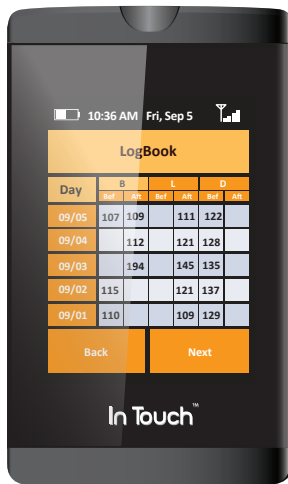 10:36 AM Fri, Sep 5
LogBook
Day B L D
Bef Aft Bef Aft Bef Aft
09/05 107 109 111 122
09/04 112 121 128
09/03 194 145 135
09/02 115 121 137
09/01 110 109 129
Back Next
In Touch™